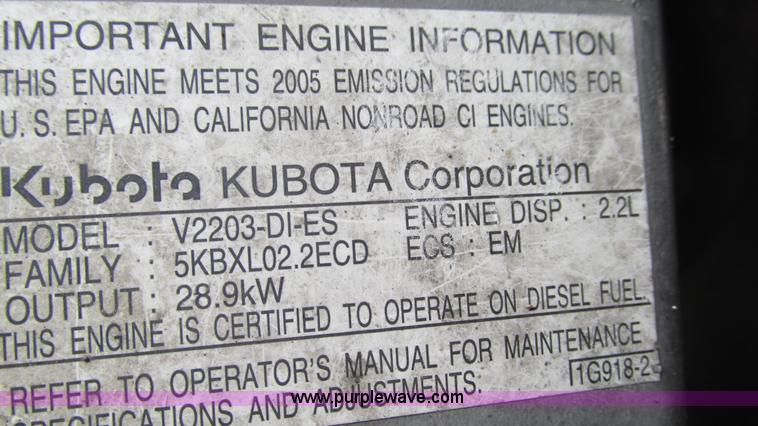 IMPORTANT ENGINE INFORMATION
THIS ENGINE MEETS 2005 EMISSION REGULATIONS FOR
U.S. EPA AND CALIFORNIA NONROAD CI ENGINES.
Kubota KUBOTA Corporation
MODEL : V2203-DI-ES ENGINE DISP. : 2.2L
FAMILY : 5KBXL02.2ECD ECS : EM
OUTPUT : 28.9kW
THIS ENGINE IS CERTIFIED TO OPERATE ON DIESEL FUEL.
REFER TO OPERATOR'S MANUAL FOR MAINTENANCE
SPECIFICATIONS AND ADJUSTMENTS. 1G918-2
www.purplewave.com